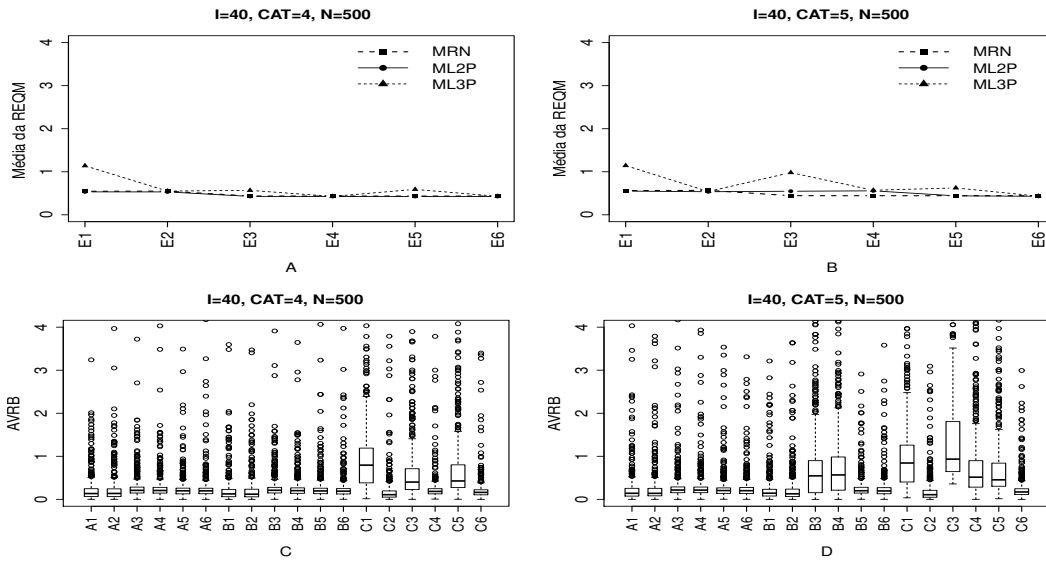 I=40, CAT=4, N=500
Média da REQM
4
3
2
1
0
MRN
ML2P
ML3P
E1 E2 E3 E4 E5 E6
A
I=40, CAT=5, N=500
Média da REQM
4
3
2
1
0
MRN
ML2P
ML3P
E1 E2 E3 E4 E5 E6
B
I=40, CAT=4, N=500
AVRB
4
3
2
1
0
A1 A2 A3 A4 A5 A6 B1 B2 B3 B4 B5 B6 C1 C2 C3 C4 C5 C6
C
I=40, CAT=5, N=500
AVRB
4
3
2
1
0
A1 A2 A3 A4 A5 A6 B1 B2 B3 B4 B5 B6 C1 C2 C3 C4 C5 C6
D